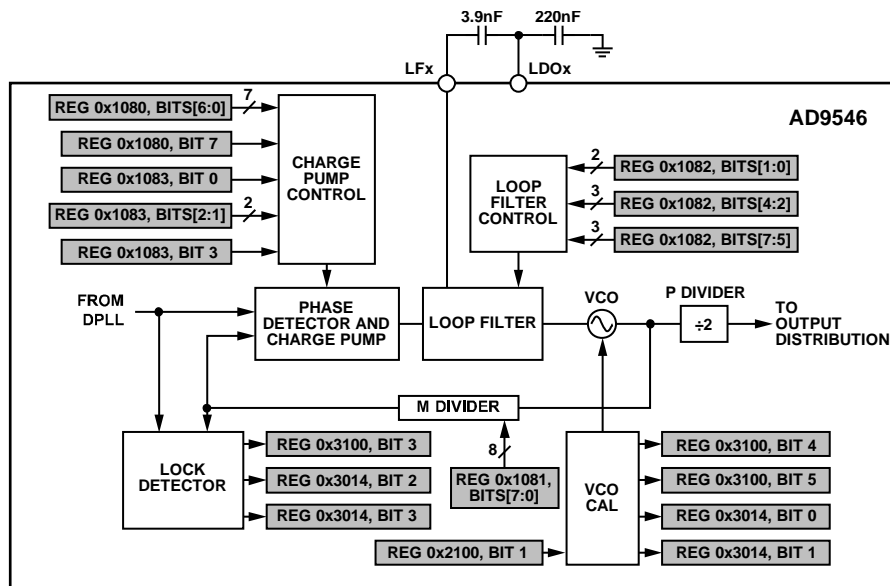 3.9nF
220nF
LFx
LDOx
AD9546
REG 0x1080, BITS[6:0]
7
REG 0x1080, BIT 7
REG 0x1083, BIT 0
REG 0x1083, BITS[2:1]
2
REG 0x1083, BIT 3
CHARGE
PUMP
CONTROL
LOOP
FILTER
CONTROL
2
REG 0x1082, BITS[1:0]
3
REG 0x1082, BITS[4:2]
3
REG 0x1082, BITS[7:5]
FROM
DPLL
PHASE
DETECTOR AND
CHARGE PUMP
LOOP FILTER
VCO
P DIVIDER
÷2
TO
OUTPUT
DISTRIBUTION
M DIVIDER
8
REG 0x1081,
BITS[7:0]
LOCK
DETECTOR
REG 0x3100, BIT 3
REG 0x3014, BIT 2
REG 0x3014, BIT 3
VCO
CAL
REG 0x3100, BIT 4
REG 0x3100, BIT 5
REG 0x3014, BIT 0
REG 0x3014, BIT 1
REG 0x2100, BIT 1